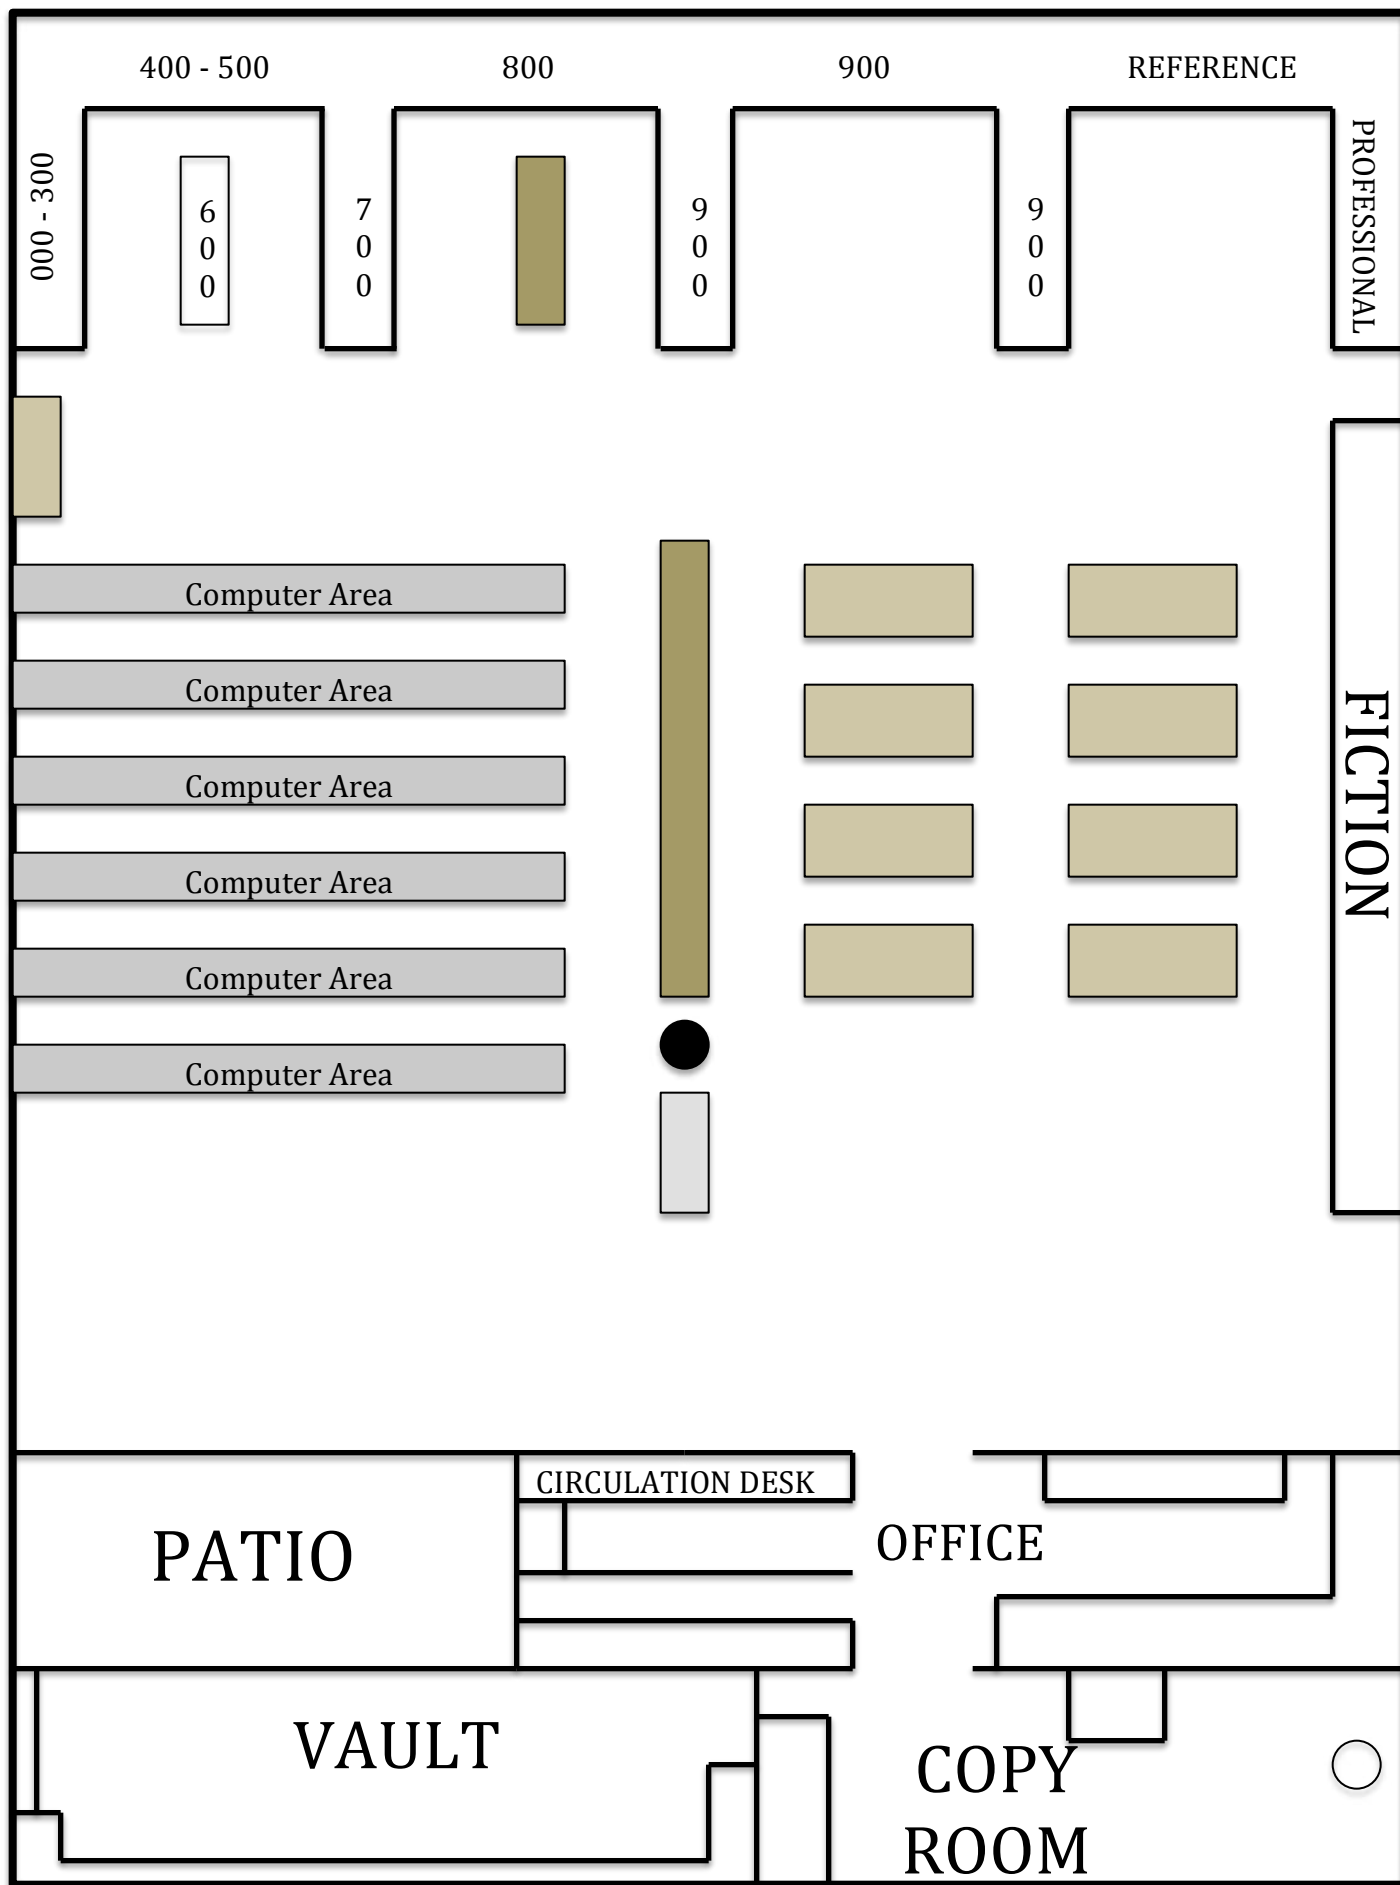 400 - 500
800
900
REFERENCE
000 - 300
600
700
900
900
PROFESSIONAL
Computer Area
Computer Area
Computer Area
Computer Area
Computer Area
Computer Area
FICTION
CIRCULATION DESK
PATIO
OFFICE
VAULT
COPY
ROOM